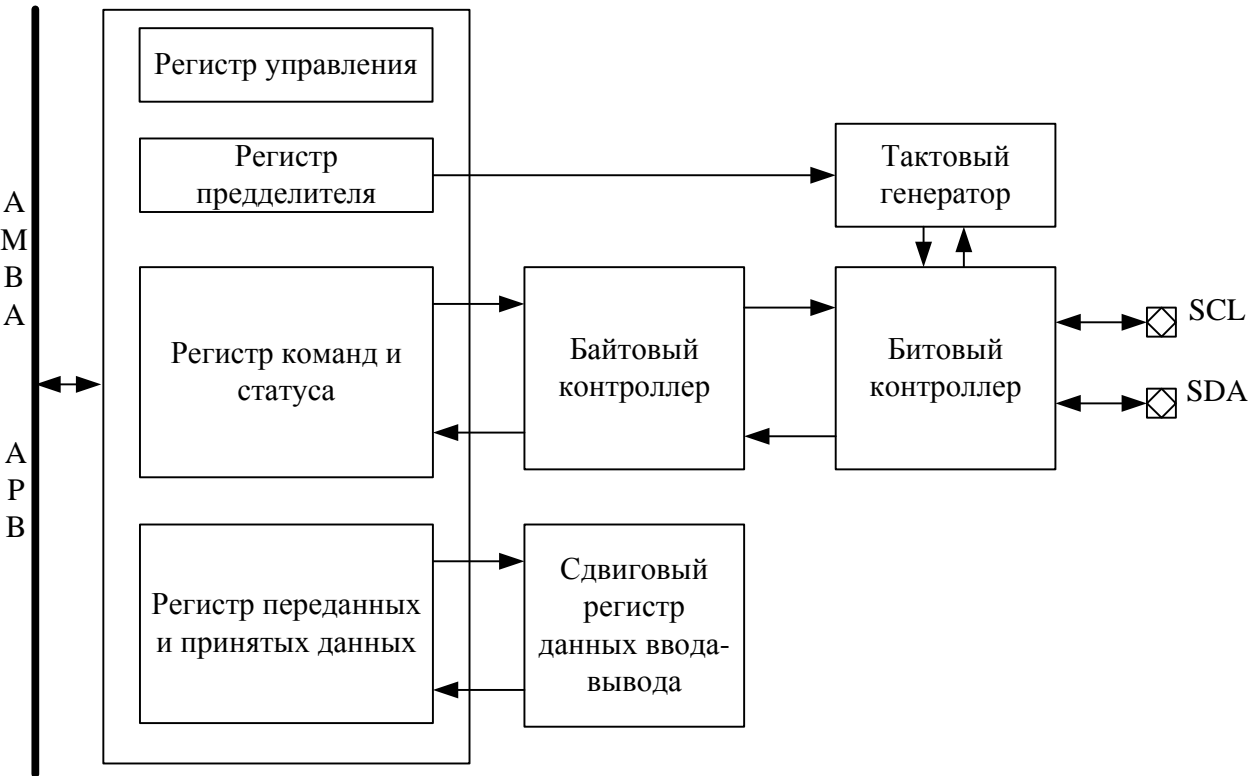 Регистр управления
Регистр
предделителя
Тактовый
генератор
А
М
В
А
А
Р
В
Регистр команд и
статуса
Байтовый
контроллер
Битовый
контроллер
SCL
SDA
Регистр переданных
и принятых данных
Сдвиговый
регистр
данных ввода-
вывода